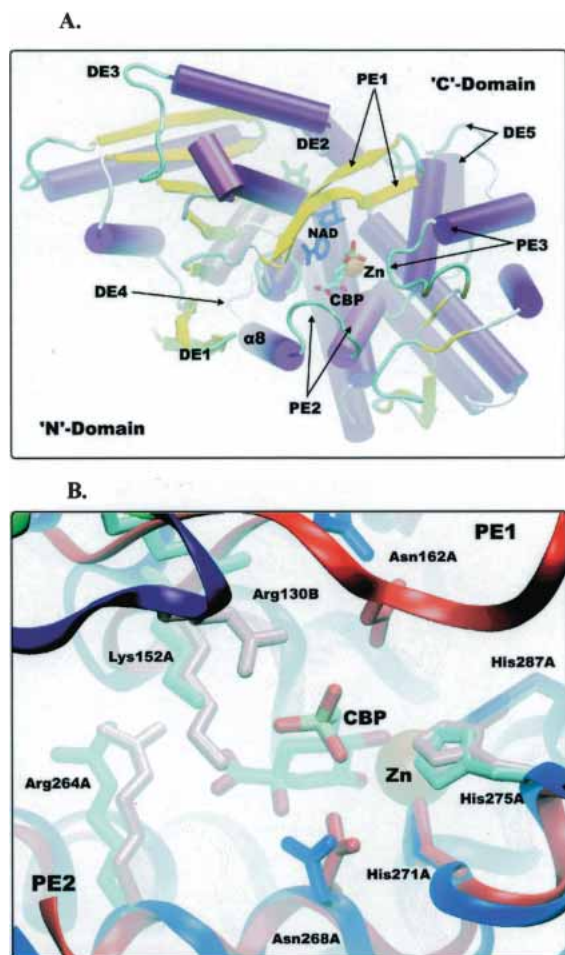 A.
DE3
PE1
'C'-Domain
DE2
DE5
NAD
PE3
Zn
CBP
DE4
DE1
α8
PE2
'N'-Domain
B.
PE1
Asn162A
Arg130B
Lys152A
His287A
CBP
Zn
Arg264A
His275A
PE2
His271A
Asn268A